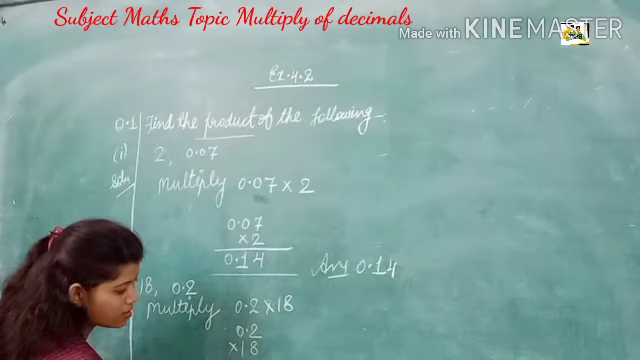 Subject Maths Topic Multiply of decimals
Made with KINEMASTER
Ex.4.2
Q.1 Find the product of the following -:
(i) 2, 0.07
Soln Multiply 0.07 × 2
0.07
×2
0.14
Ans 0.14
18, 0.2
Multiply 0.2 × 18
0.2
×18